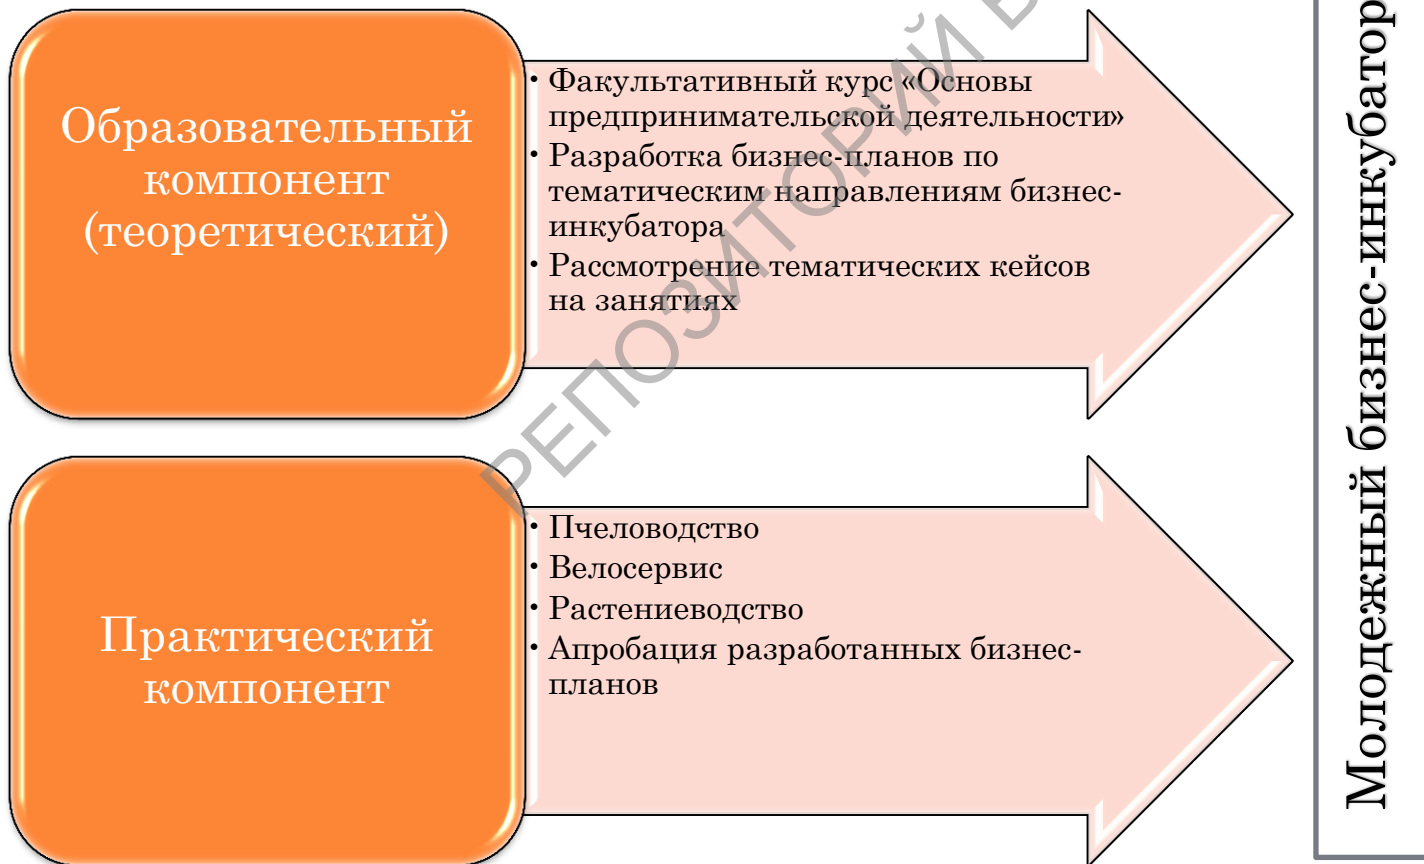 Образовательный
компонент
(теоретический)
• Факультативный курс «Основы
предпринимательской деятельности»
• Разработка бизнес-планов по
тематическим направлениям бизнес-
инкубатора
• Рассмотрение тематических кейсов
на занятиях
Практический
компонент
• Пчеловодство
• Велосервис
• Растениеводство
• Апробация разработанных бизнес-
планов
Молодежный бизнес-инкубатор
РЕПОЗИТОРИЙ